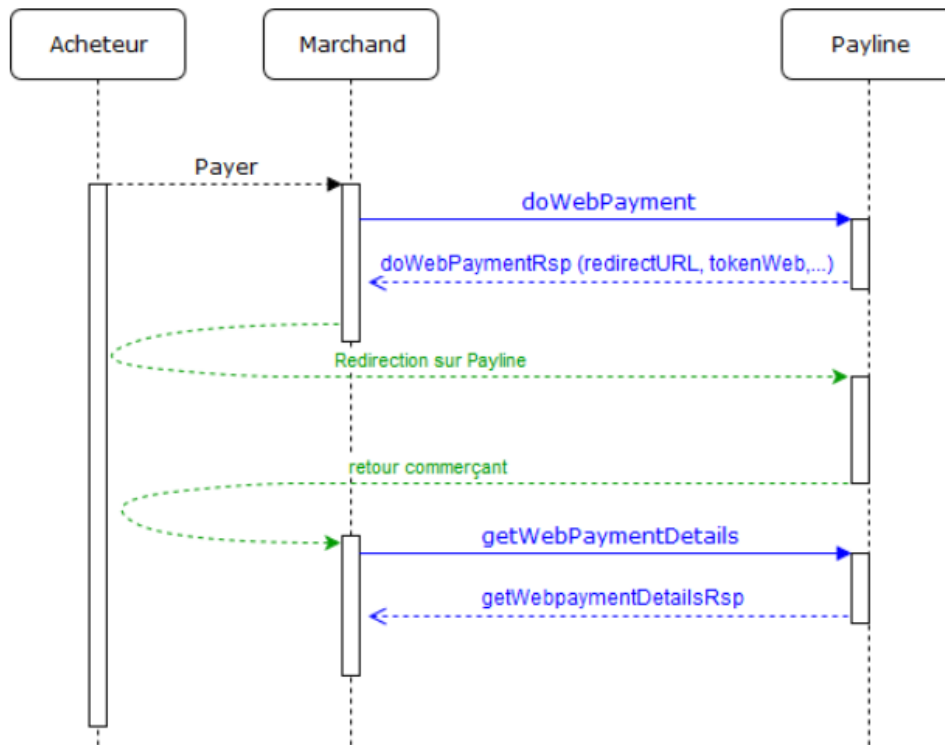 Acheteur
Marchand
Payline
Payer
doWebPayment
doWebPaymentRsp (redirectURL, tokenWeb,...)
Redirection sur Payline
retour commerçant
getWebPaymentDetails
getWebpaymentDetailsRsp